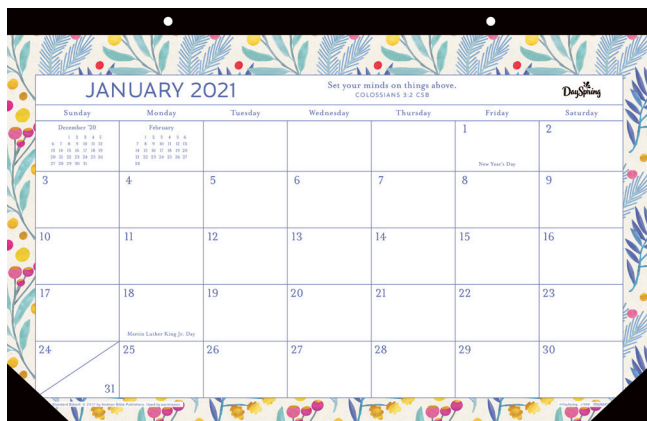 JANUARY 2021
Set your minds on things above.
COLOSSIANS 3:2 CSB
DaySpring
Sunday Monday Tuesday Wednesday Thursday Friday Saturday
December '20
1 2 3 4 5
6 7 8 9 10 11 12
13 14 15 16 17 18 19
20 21 22 23 24 25 26
27 28 29 30 31
February
1 2 3 4 5 6
7 8 9 10 11 12 13
14 15 16 17 18 19 20
21 22 23 24 25 26 27
28
1 2
New Year's Day
3 4 5 6 7 8 9
10 11 12 13 14 15 16
17 18 19 20 21 22 23
Martin Luther King Jr. Day
24 25 26 27 28 29 30
31